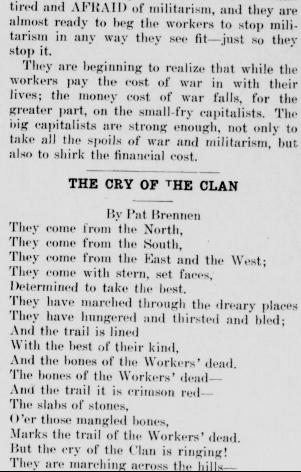 tired and AFRAID of militarism, and they are
almost ready to beg the workers to stop mili-
tarism in any way they see fit—just so they
stop it.
They are beginning to realize that while the
workers pay the cost of war in with their
lives; the money cost of war falls, for the
greater part, on the small-fry capitalists. The
big capitalists are strong enough, not only to
take all the spoils of war and militarism, but
also to shirk the financial cost.
THE CRY OF THE CLAN
By Pat Brennen
They come from the North,
They come from the South,
They come from the East and the West;
They come with stern, set faces,
Determined to take the best.
They have marched through the dreary places
They have hungered and thirsted and bled;
And the trail is lined
With the best of their kind,
And the bones of the Workers' dead.
The bones of the Workers' dead—
And the trail it is crimson red—
The slabs of stones,
O'er those mangled bones,
Marks the trail of the Workers' dead.
But the cry of the Clan is ringing!
They are marching across the hills—